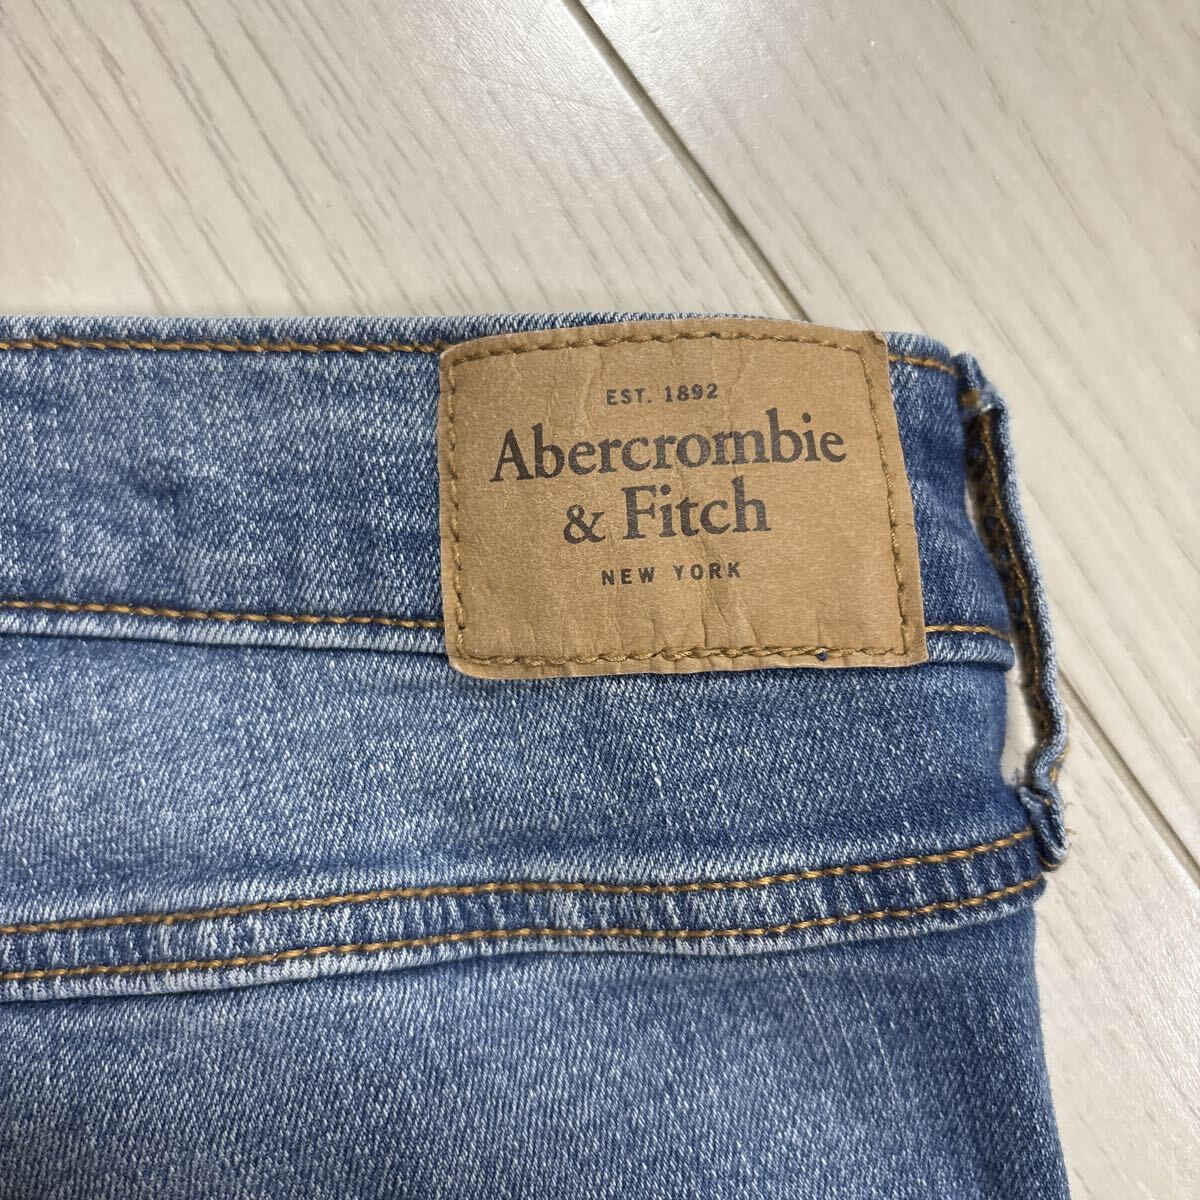 EST. 1892
Abercrombie
& Fitch
NEW YORK